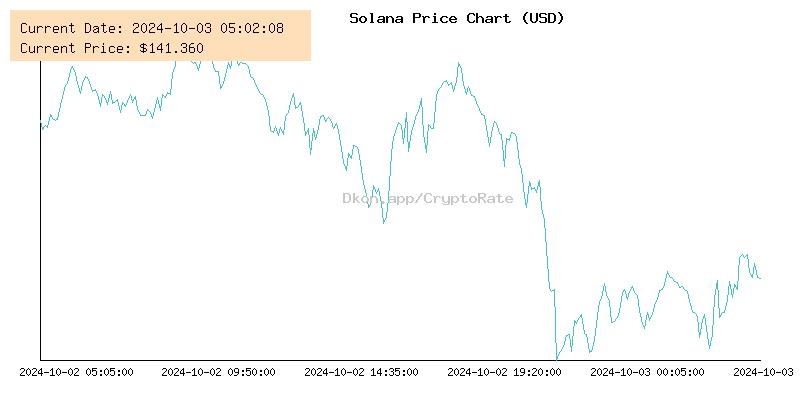 Solana Price Chart (USD)
Current Date: 2024-10-03 05:02:08
Current Price: $141.360
Dkon.app/CryptoRate
2024-10-02 05:05:00
2024-10-02 09:50:00
2024-10-02 14:35:00
2024-10-02 19:20:00
2024-10-03 00:05:00
2024-10-03